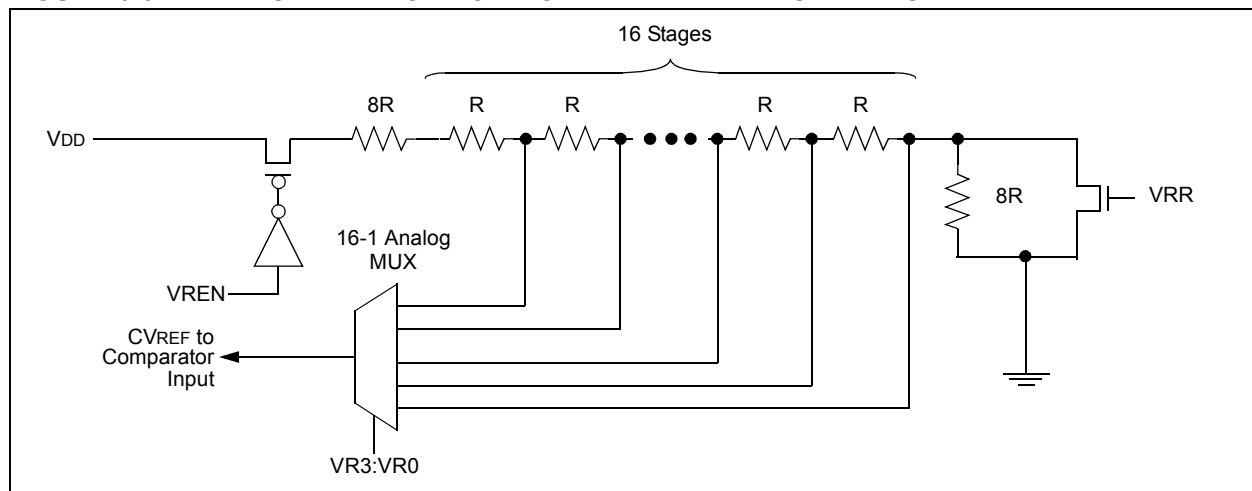 16 Stages
8R
R
R
R
R
VDD
8R
VRR
16-1 Analog
MUX
VREN
CVREF to
Comparator
Input
VR3:VR0